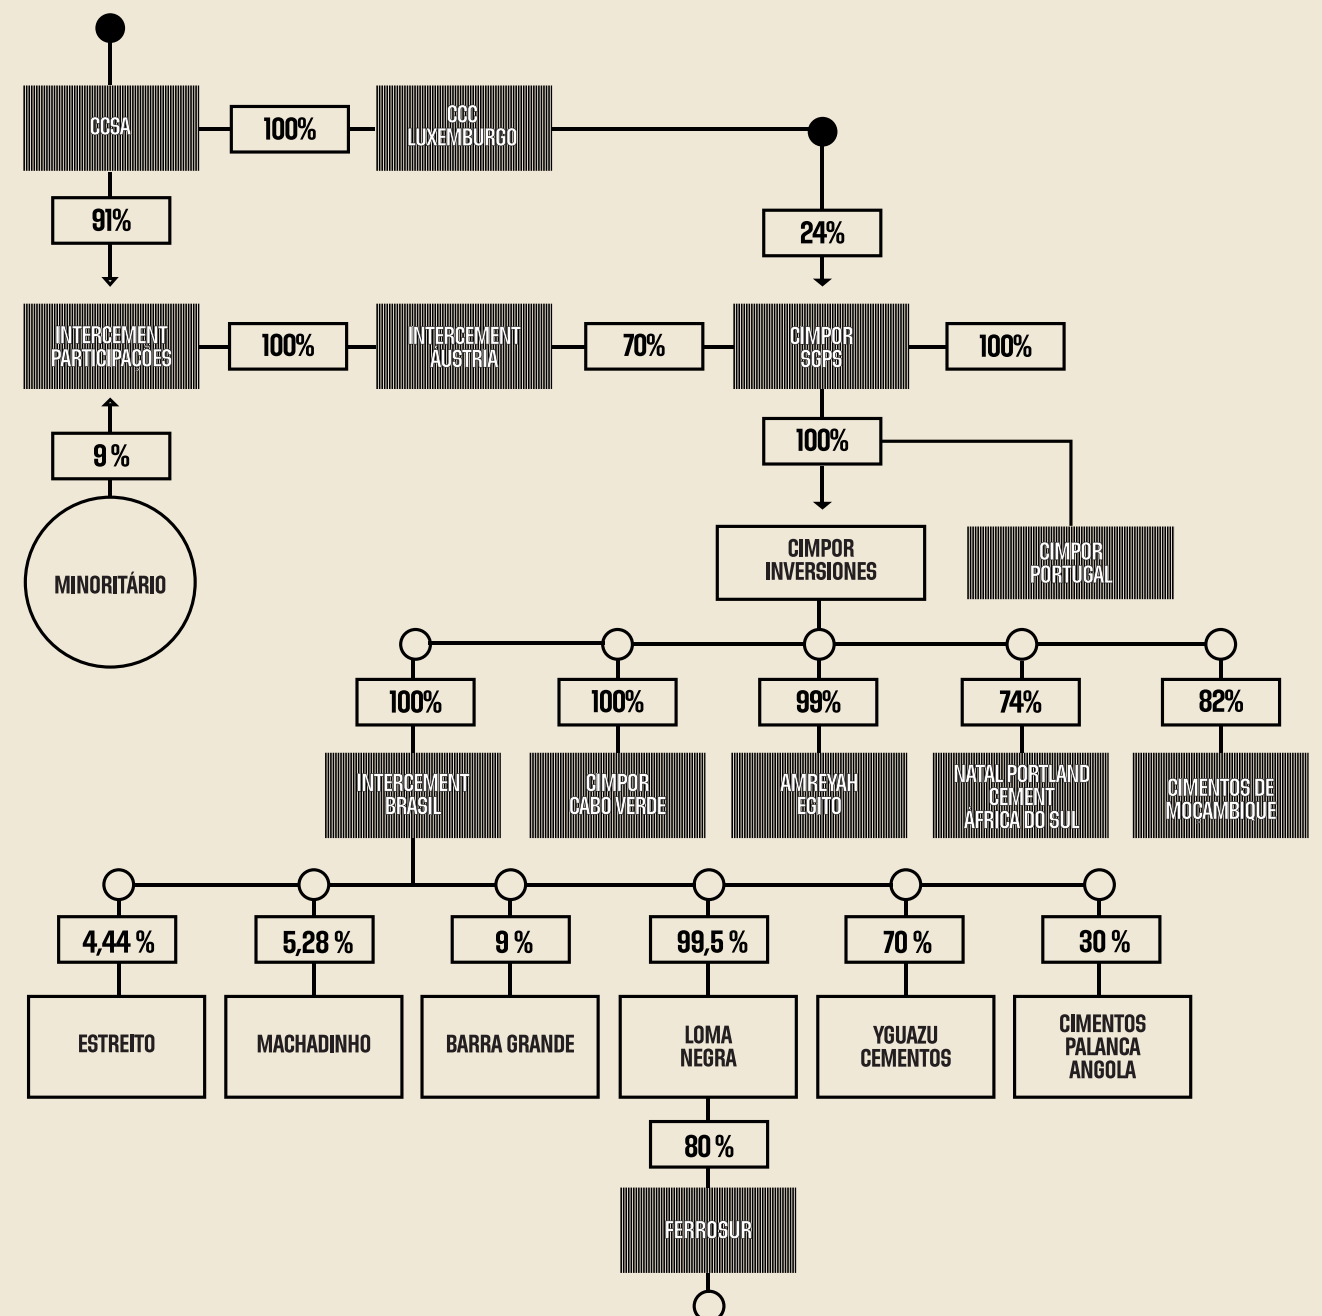 CCSA
100%
CCC
LUXEMBURGO
91%
24%
INTERCEMENT
PARTICIPACÕES
100%
INTERCEMENT
ÁUSTRIA
70%
CIMPOR
SGPS
100%
9 %
100%
MINORITÁRIO
CIMPOR
INVERSIONES
CIMPOR
PORTUGAL
100%
100%
99%
74%
82%
INTERCEMENT
BRASIL
CIMPOR
CABO VERDE
AMREYAH
EGITO
NATAL PORTLAND
CEMENT
ÁFRICA DO SUL
CIMENTOS DE
MOCAMBIQUE
4,44 %
5,28 %
9 %
99,5 %
70 %
30 %
ESTREITO
MACHADINHO
BARRA GRANDE
LOMA
NEGRA
YGUAZU
CEMENTOS
CIMENTOS
PALANCA
ANGOLA
80 %
FERROSUR